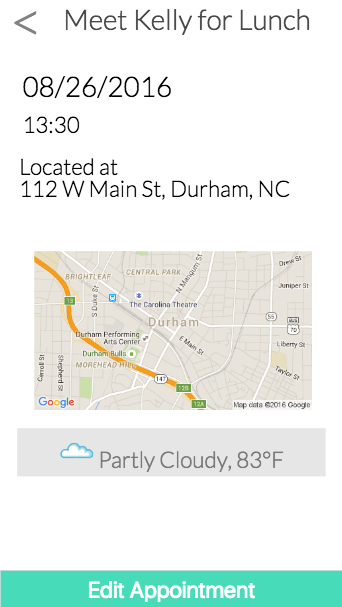 < Meet Kelly for Lunch
08/26/2016
13:30
Located at
112 W Main St, Durham, NC
BRIGHTLEAF
CENTRAL PARK
N Mangum St
Drew St
Juniper St
S Duke St
The Carolina Theatre
Durham
55
AVR
70
Liberty St
Durham Performing
Arts Center
E Main St
Durham Bulls
MOREHEAD HILL
Carroll St
Shepherd St
Taylor St
147
13
12B
12A
Google
Map data ©2016 Google
Partly Cloudy, 83°F
Edit Appointment